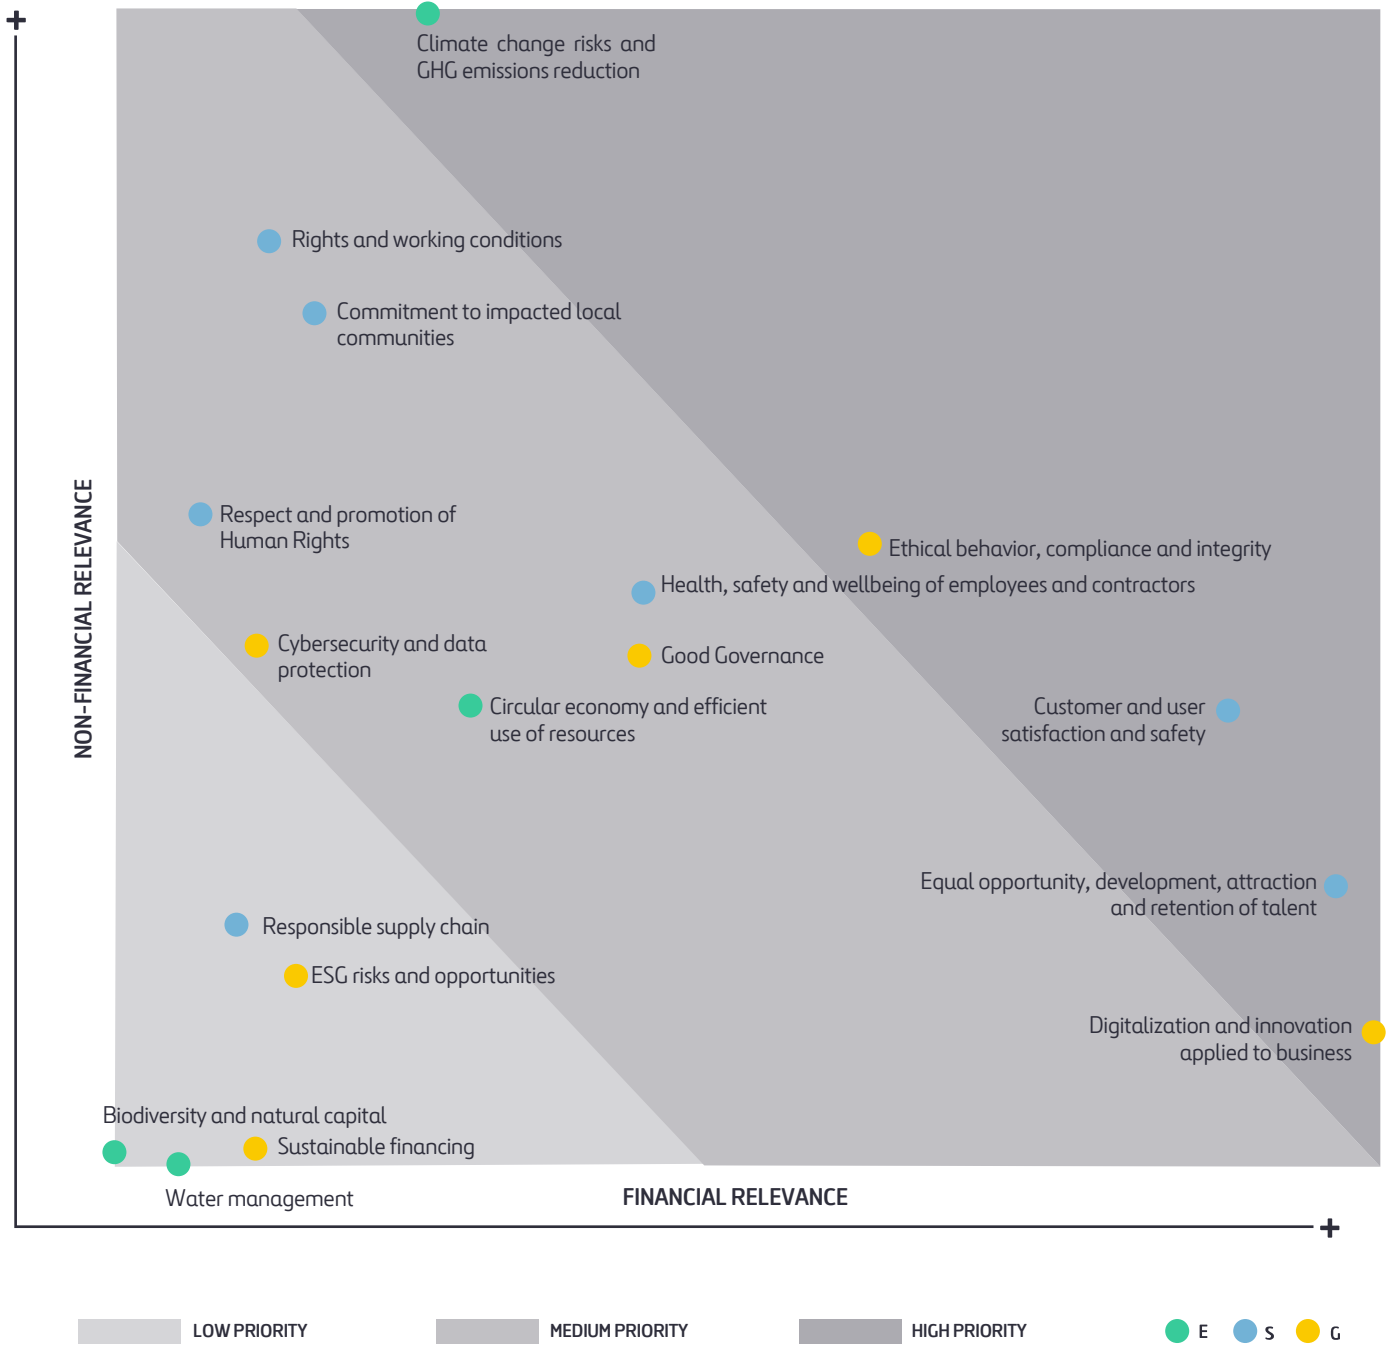 +
Climate change risks and
GHG emissions reduction
Rights and working conditions
Commitment to impacted local
communities
NON-FINANCIAL RELEVANCE
Respect and promotion of
Human Rights
Ethical behavior, compliance and integrity
Health, safety and wellbeing of employees and contractors
Cybersecurity and data
protection
Good Governance
Circular economy and efficient
use of resources
Customer and user
satisfaction and safety
Equal opportunity, development, attraction
and retention of talent
Responsible supply chain
ESG risks and opportunities
Digitalization and innovation
applied to business
Biodiversity and natural capital
Sustainable financing
Water management
FINANCIAL RELEVANCE
+
LOW PRIORITY
MEDIUM PRIORITY
HIGH PRIORITY
E
S
G